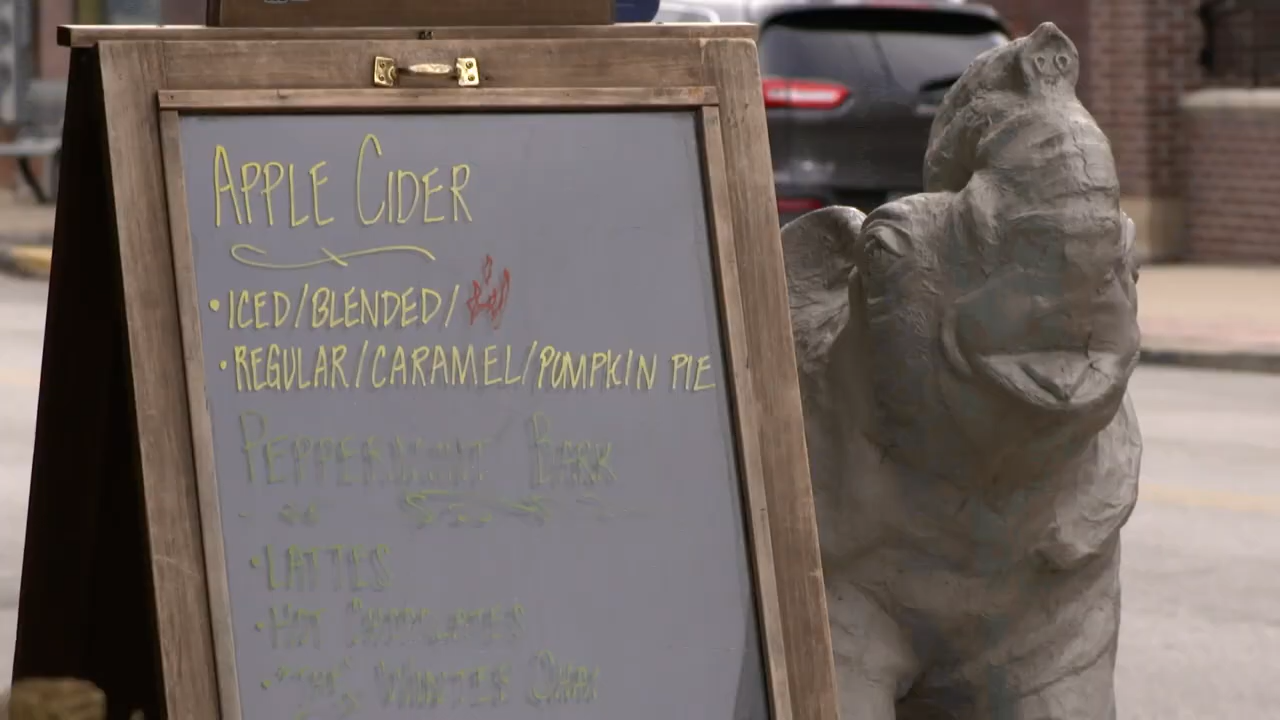 APPLE CIDER
• ICED/BLENDED/
• REGULAR/CARAMEL/PUMPKIN PIE
PEPPERMINT BARK
• LATTES
• HOT CHOCOLATES